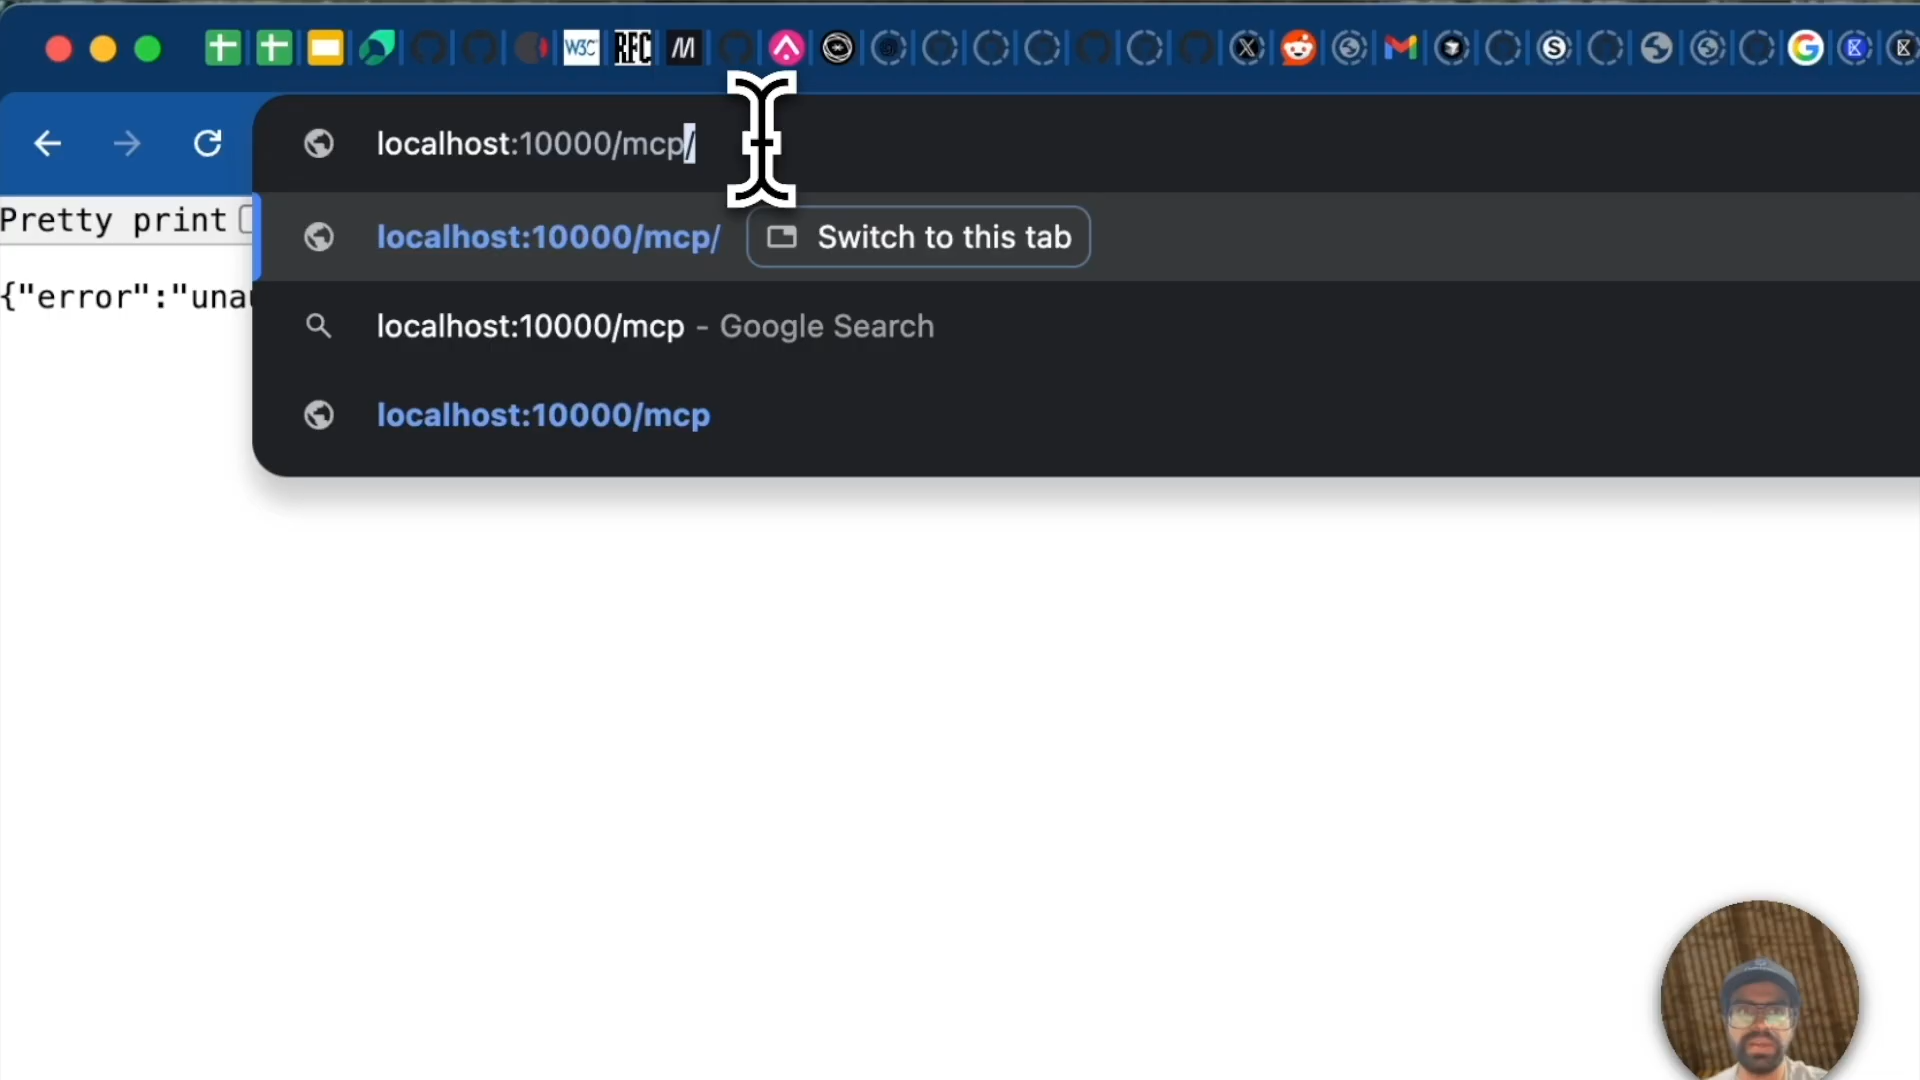 W3C RFC
localhost:10000/mcp/
Pretty print
localhost:10000/mcp/ Switch to this tab
{"error":"unau
localhost:10000/mcp - Google Search
localhost:10000/mcp